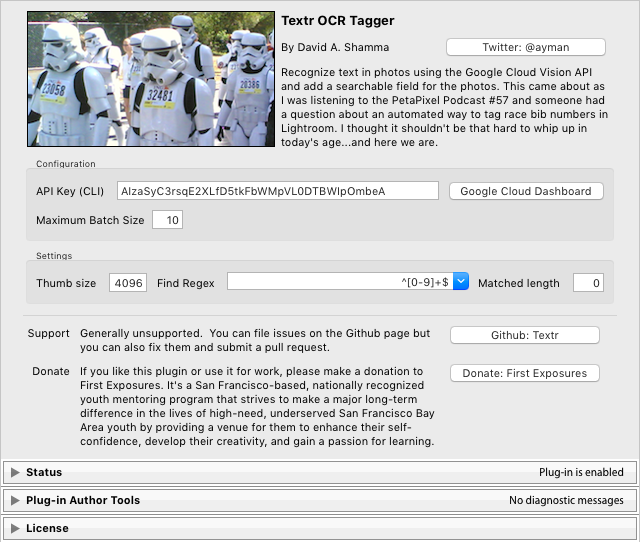 Textr OCR Tagger
By David A. Shamma
Twitter: @ayman
23058
32481
20386
Recognize text in photos using the Google Cloud Vision API
and add a searchable field for the photos. This came about as
I was listening to the PetaPixel Podcast #57 and someone had
a question about an automated way to tag race bib numbers in
Lightroom. I thought it shouldn't be that hard to whip up in
today's age...and here we are.
Configuration
API Key (CLI) AIzaSyC3rsqE2XLfD5tkFbWMpVL0DTBWIpOmbeA Google Cloud Dashboard
Maximum Batch Size 10
Settings
Thumb size 4096 Find Regex ^[0-9]+$ Matched length 0
Support Generally unsupported. You can file issues on the Github page but
you can also fix them and submit a pull request.
Github: Textr
Donate If you like this plugin or use it for work, please make a donation to
First Exposures. It's a San Francisco-based, nationally recognized
youth mentoring program that strives to make a major long-term
difference in the lives of high-need, underserved San Francisco Bay
Area youth by providing a venue for them to enhance their self-
confidence, develop their creativity, and gain a passion for learning.
Donate: First Exposures
Status Plug-in is enabled
Plug-in Author Tools No diagnostic messages
License